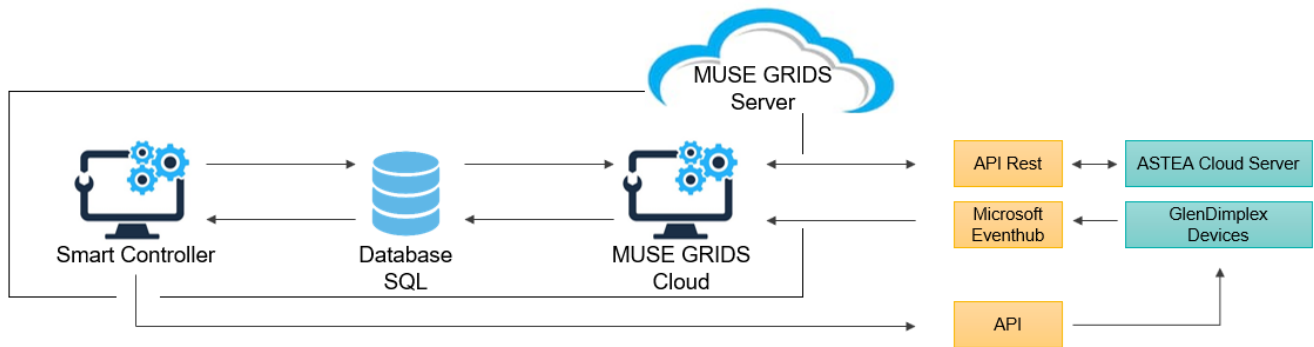 MUSE GRIDS
Server
Smart Controller
Database
SQL
MUSE GRIDS
Cloud
API Rest
ASTEA Cloud Server
Microsoft
Eventhub
GlenDimplex
Devices
API